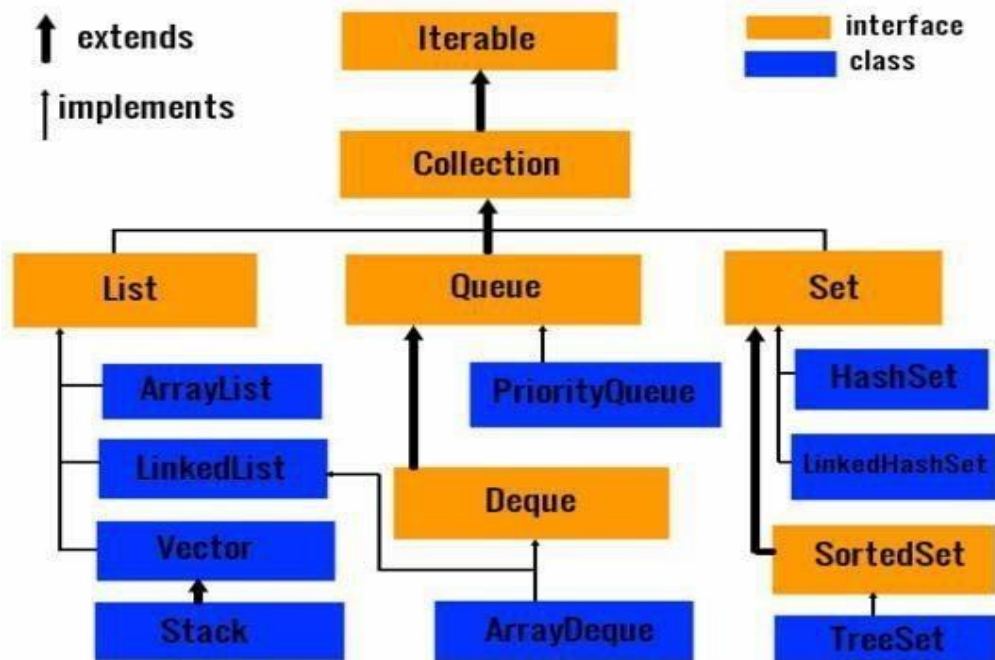 extends
implements
Iterable
interface
class
Collection
List
Queue
Set
ArrayList
PriorityQueue
HashSet
LinkedList
Deque
LinkedHashSet
Vector
SortedSet
Stack
ArrayDeque
TreeSet